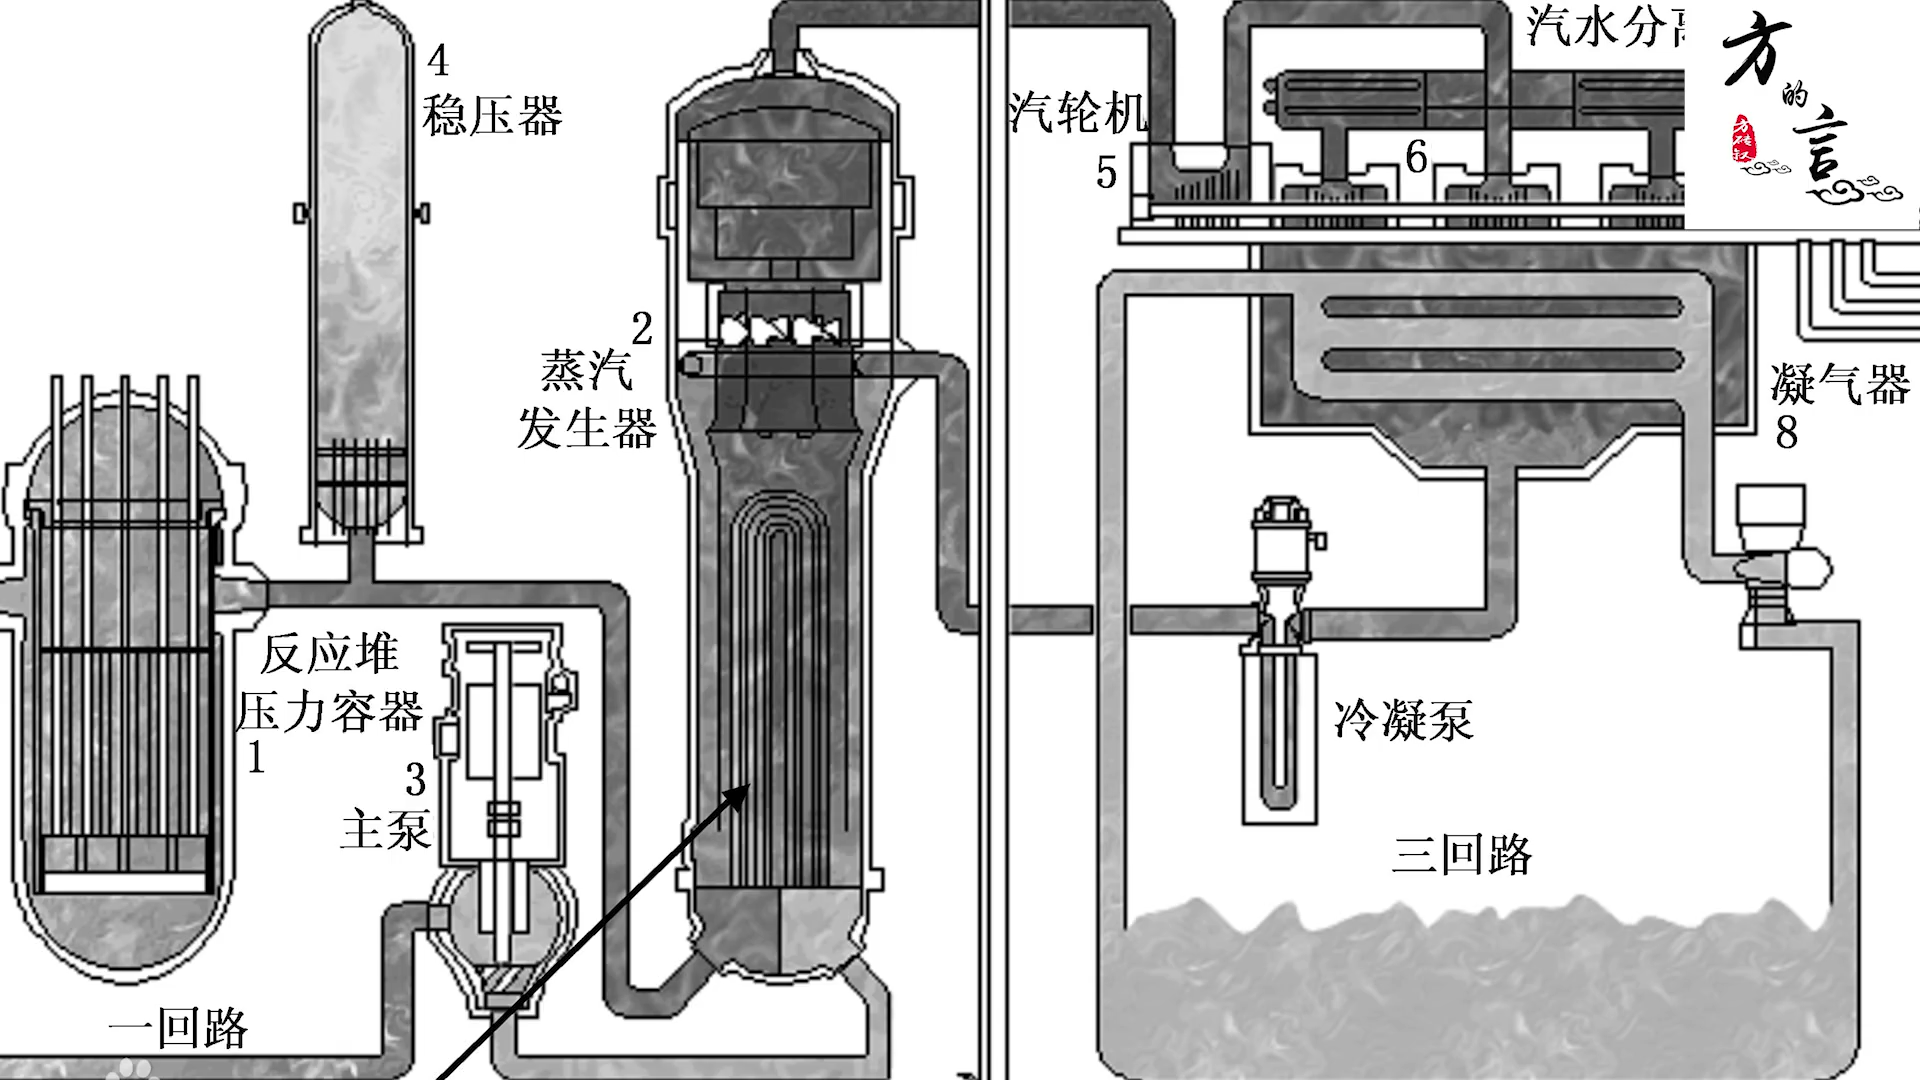 4
稳压器
汽轮机
5
汽水分
6
方
的
言
2
蒸汽
发生器
凝气器
8
反应堆
压力容器
1
3
主泵
冷凝泵
三回路
一回路